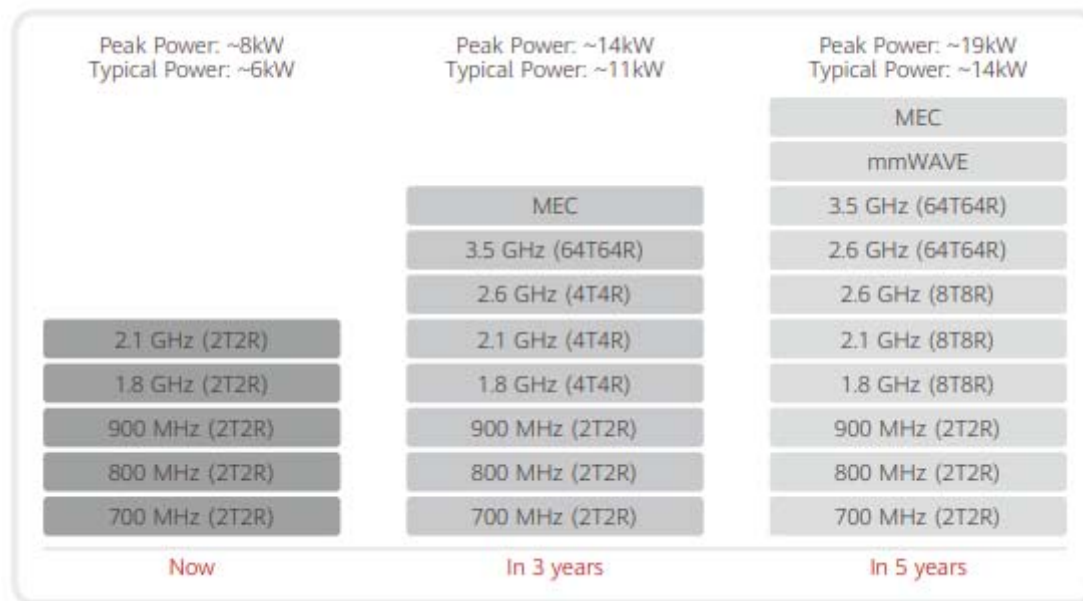 Peak Power: ~8kW
Typical Power: ~6kW
2.1 GHz (2T2R)
1.8 GHz (2T2R)
900 MHz (2T2R)
800 MHz (2T2R)
700 MHz (2T2R)
Now
Peak Power: ~14kW
Typical Power: ~11kW
MEC
3.5 GHz (64T64R)
2.6 GHz (4T4R)
2.1 GHz (4T4R)
1.8 GHz (4T4R)
900 MHz (2T2R)
800 MHz (2T2R)
700 MHz (2T2R)
In 3 years
Peak Power: ~19kW
Typical Power: ~14kW
MEC
mmWAVE
3.5 GHz (64T64R)
2.6 GHz (64T64R)
2.6 GHz (8T8R)
2.1 GHz (8T8R)
1.8 GHz (8T8R)
900 MHz (2T2R)
800 MHz (2T2R)
700 MHz (2T2R)
In 5 years